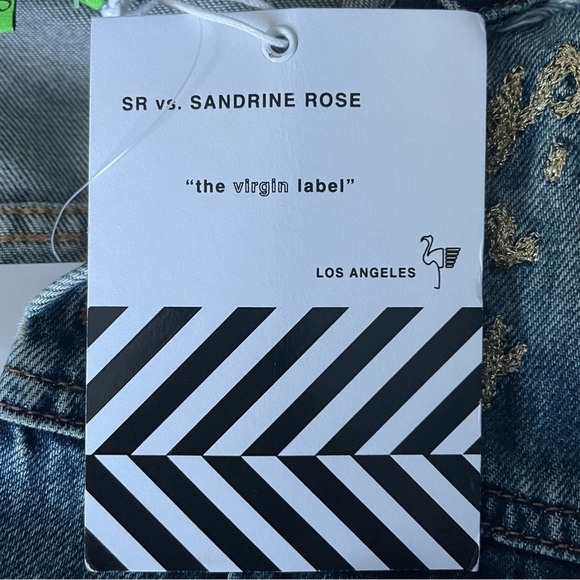 SR vs. SANDRINE ROSE
“the virgin label”
LOS ANGELES